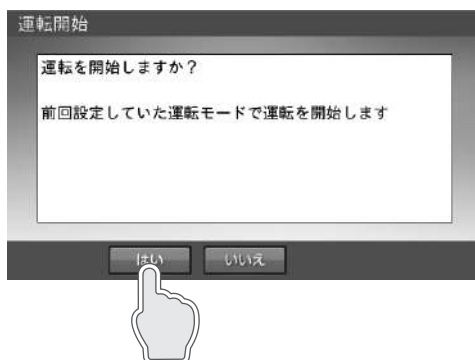 運転開始
運転を開始しますか？
前回設定していた運転モードで運転を開始します
はい
いいえ